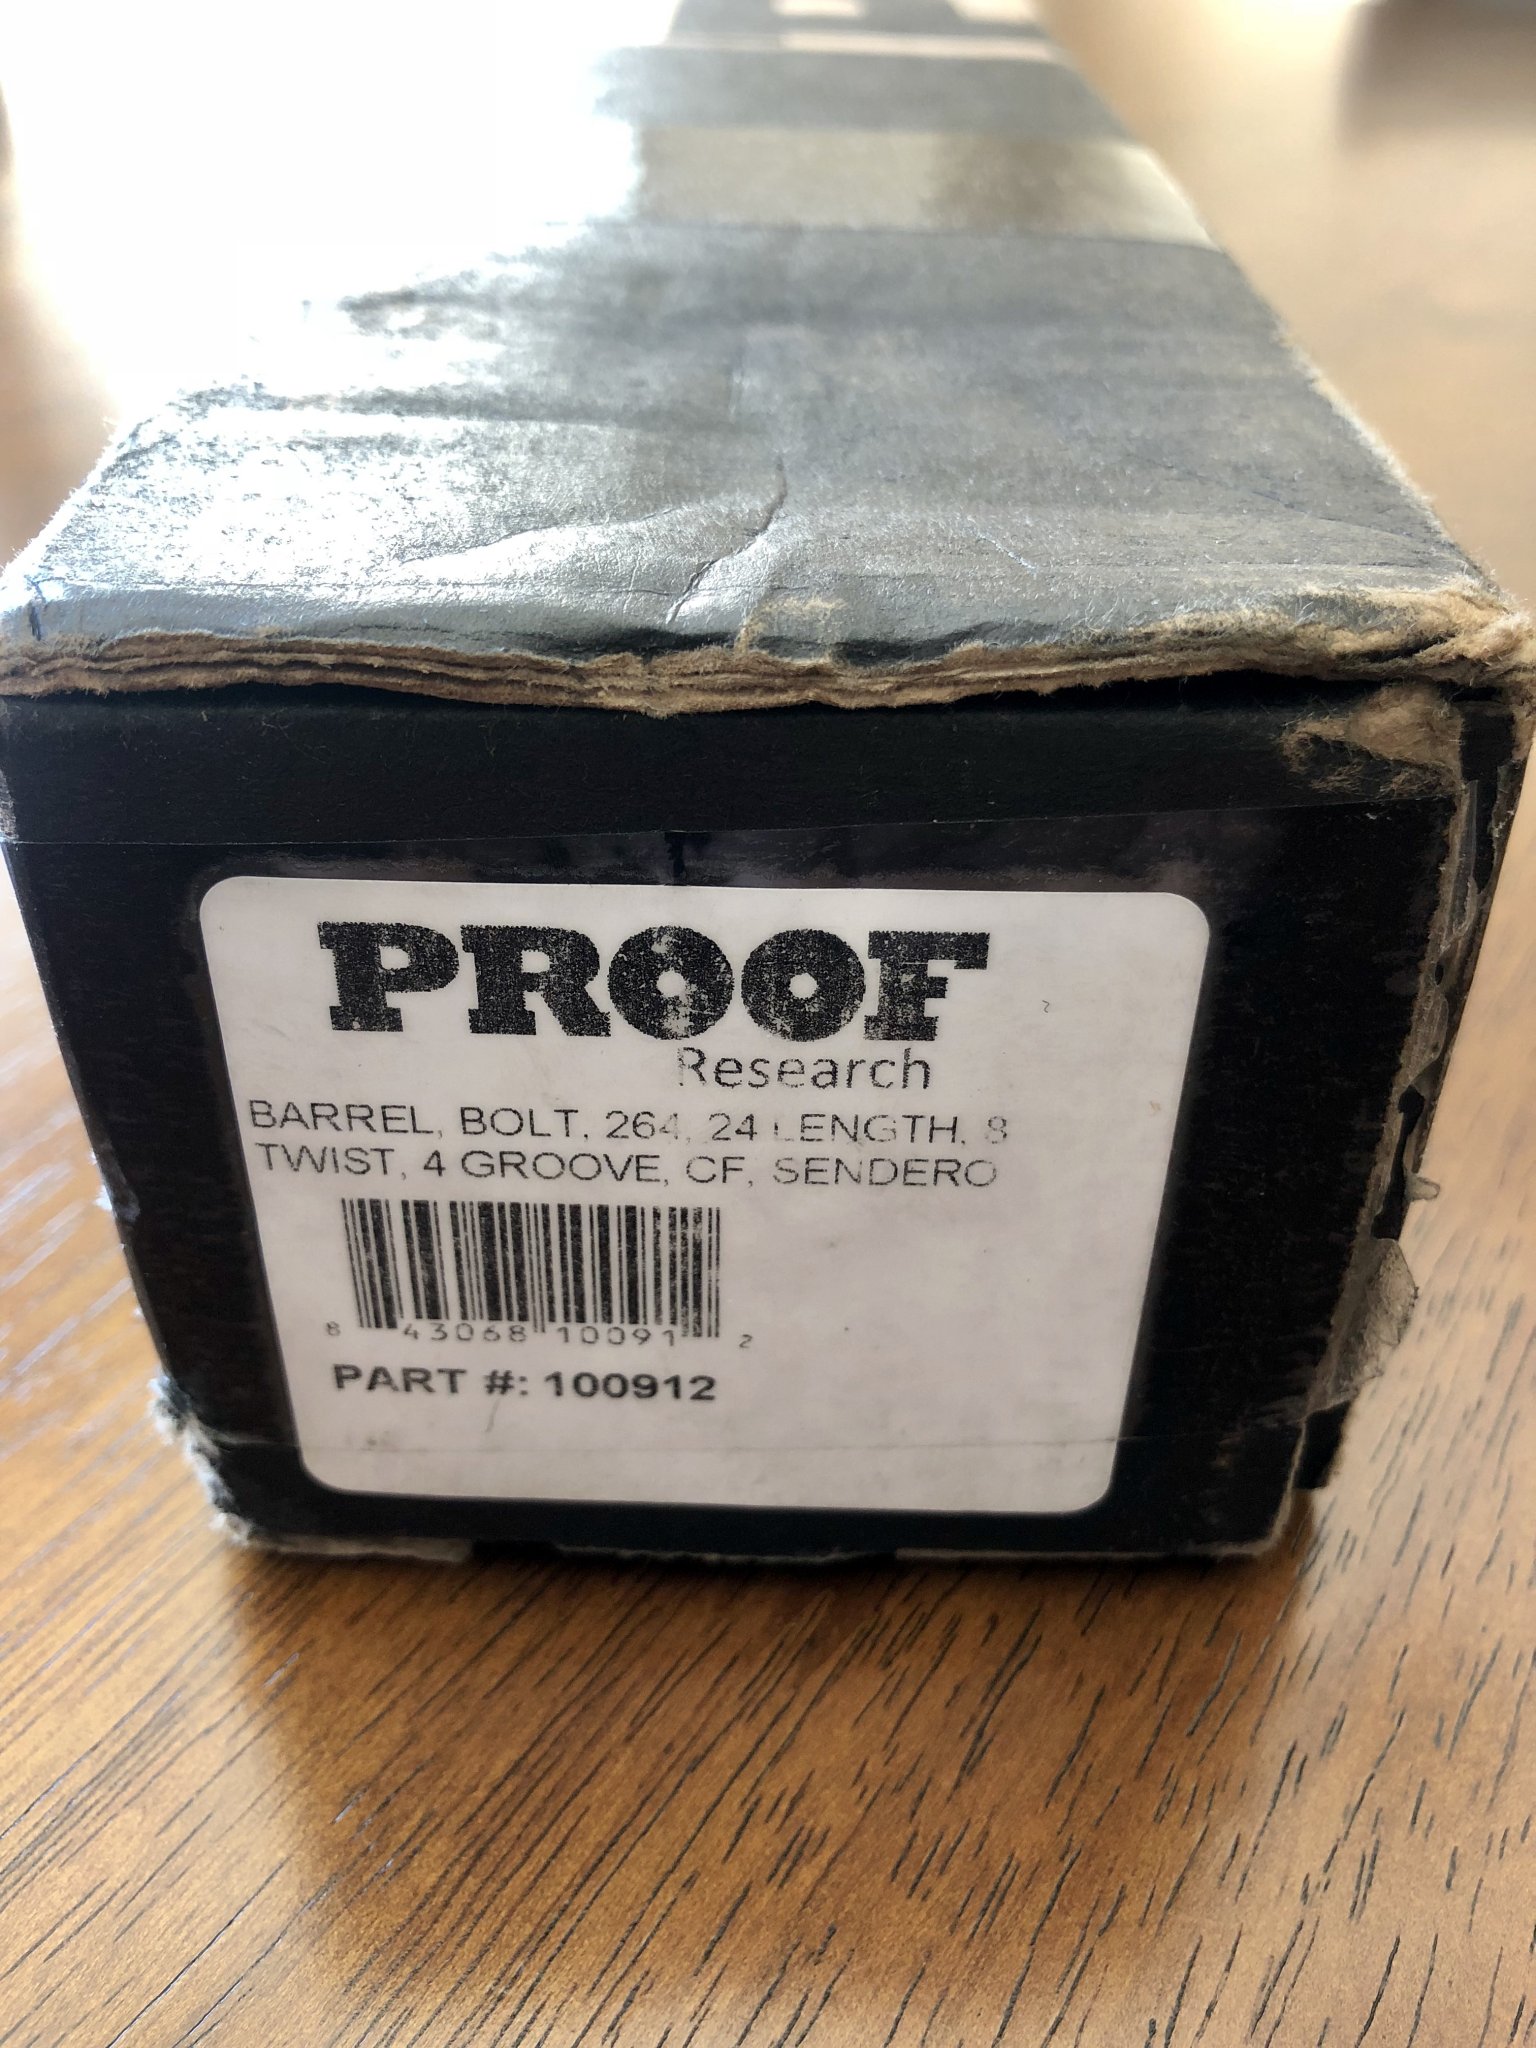 PROOF
Research
BARREL, BOLT, 264, 24 LENGTH, 8
TWIST, 4 GROOVE, CF, SENDERO
8 43068 10091 2
PART #: 100912